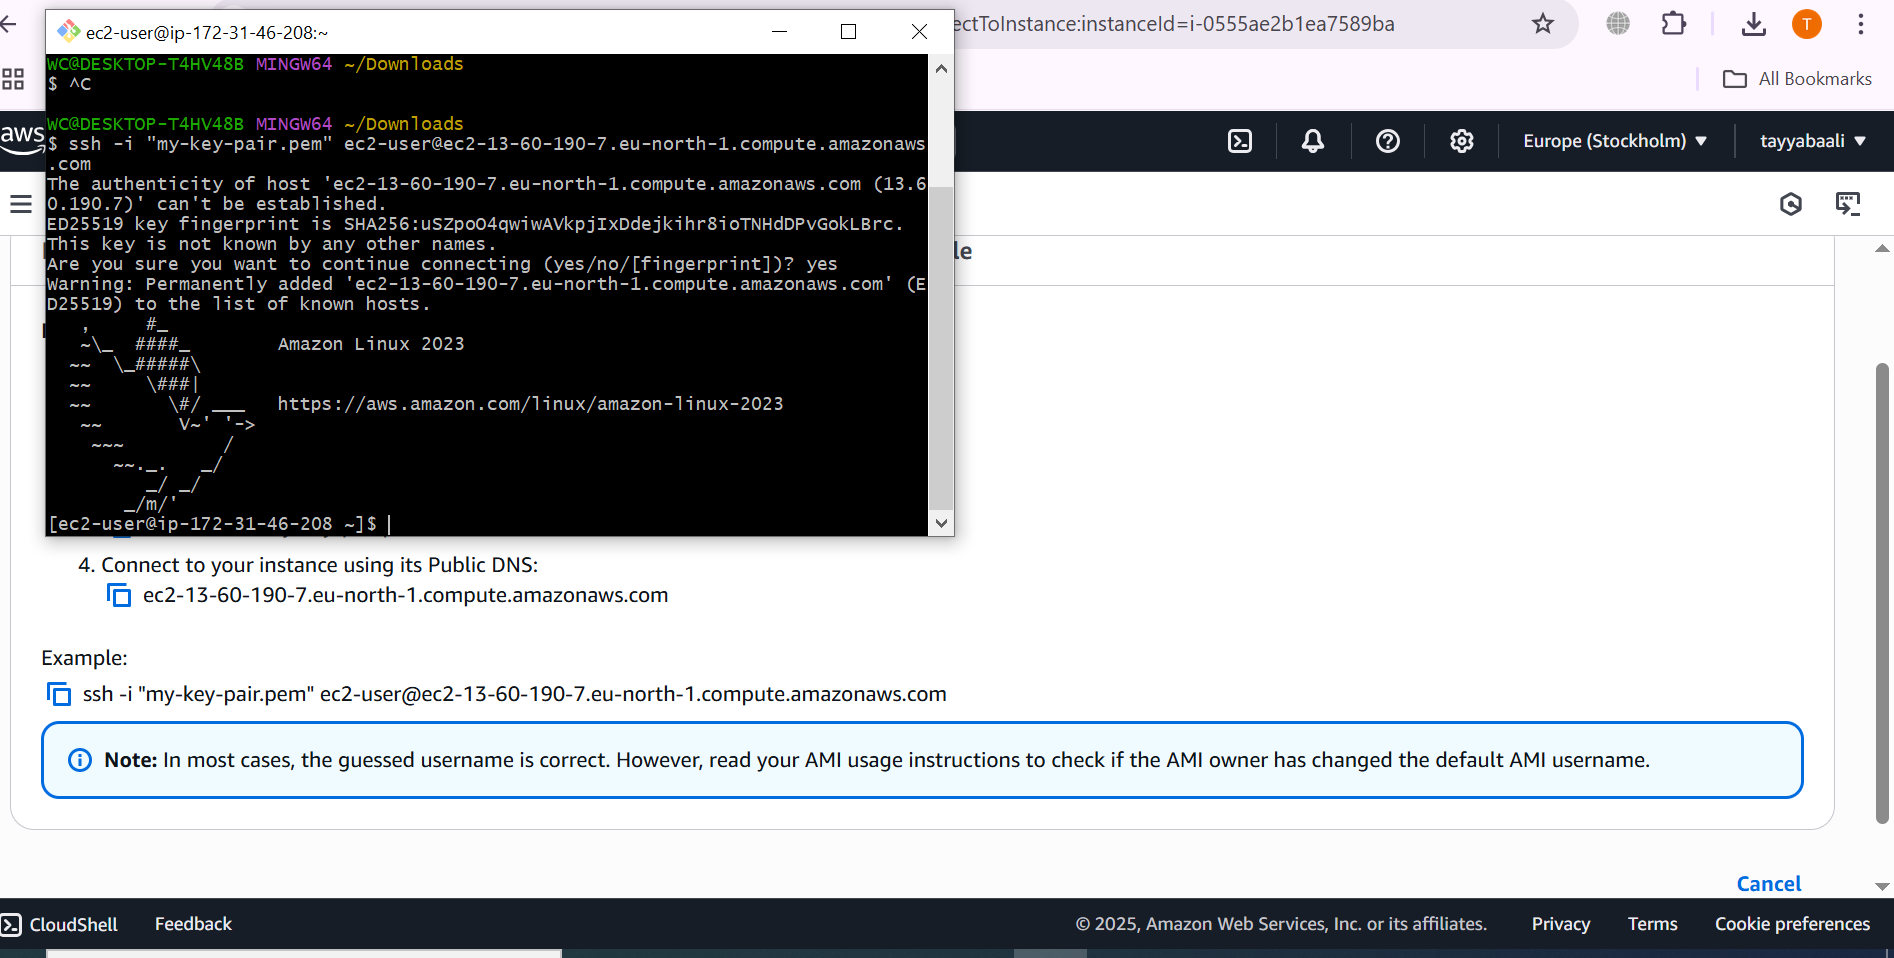 ec2-user@ip-172-31-46-208:~
ectToInstance:instanceId=i-0555ae2b1ea7589ba
T
All Bookmarks
WC@DESKTOP-T4HV48B MINGW64 ~/Downloads
$ ^C
WC@DESKTOP-T4HV48B MINGW64 ~/Downloads
$ ssh -i "my-key-pair.pem" ec2-user@ec2-13-60-190-7.eu-north-1.compute.amazonaws
.com
The authenticity of host 'ec2-13-60-190-7.eu-north-1.compute.amazonaws.com (13.6
0.190.7)' can't be established.
ED25519 key fingerprint is SHA256:uSZpoO4qwiwAVkpjIxDdejkihr8ioTNHdDPvGokLBrc.
This key is not known by any other names.
Are you sure you want to continue connecting (yes/no/[fingerprint])? yes
Warning: Permanently added 'ec2-13-60-190-7.eu-north-1.compute.amazonaws.com' (E
D25519) to the list of known hosts.
   ,     #_
   ~\_  ####_        Amazon Linux 2023
  ~~  \_#####\
  ~~     \###|
  ~~       \#/ ___   https://aws.amazon.com/linux/amazon-linux-2023
   ~~       V~' '->
    ~~~         /
      ~~._.   _/
         _/ _/
       _/m/'
[ec2-user@ip-172-31-46-208 ~]$
aws
Europe (Stockholm)
tayyabaali
le
4. Connect to your instance using its Public DNS:
ec2-13-60-190-7.eu-north-1.compute.amazonaws.com
Example:
ssh -i "my-key-pair.pem" ec2-user@ec2-13-60-190-7.eu-north-1.compute.amazonaws.com
Note: In most cases, the guessed username is correct. However, read your AMI usage instructions to check if the AMI owner has changed the default AMI username.
Cancel
CloudShell
Feedback
© 2025, Amazon Web Services, Inc. or its affiliates.
Privacy
Terms
Cookie preferences